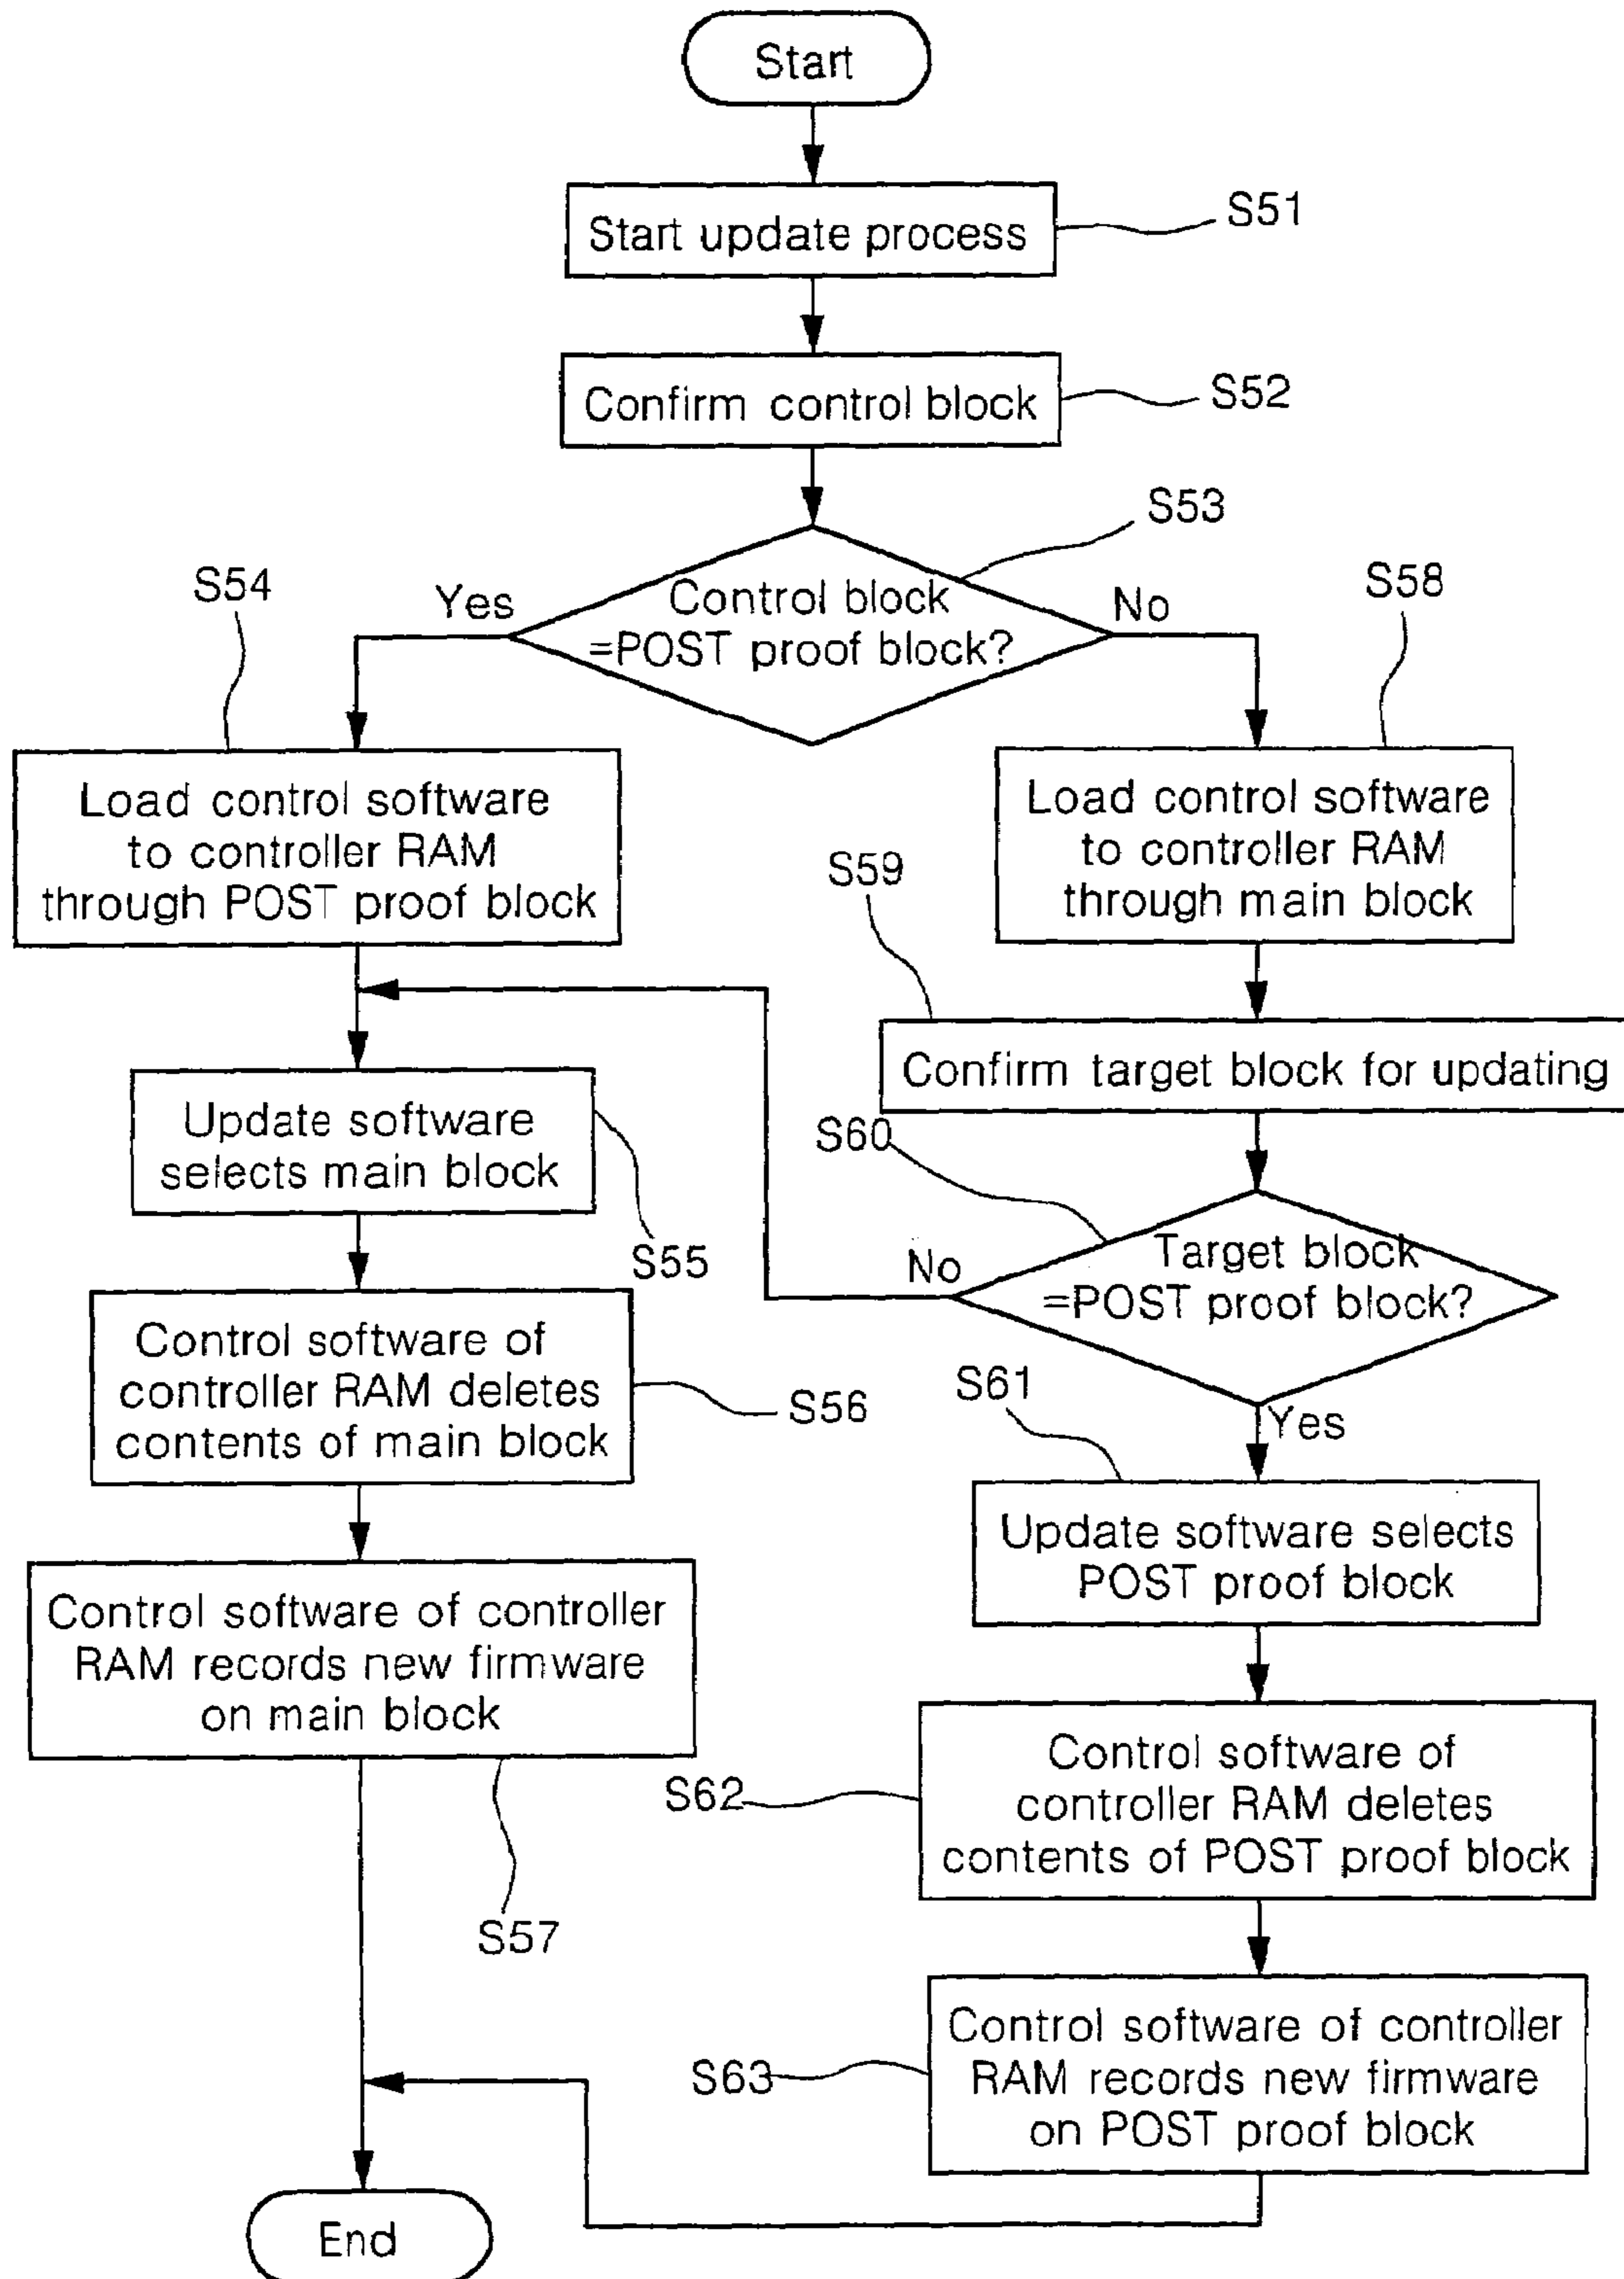 Start
Start update process
S51
Confirm control block
S52
S53
Control block
=POST proof block?
Yes
No
S54
Load control software
to controller RAM
through POST proof block
S58
Load control software
to controller RAM
through main block
S59
Confirm target block for updating
Update software
selects main block
S55
S60
Target block
=POST proof block?
No
Yes
Control software of
controller RAM deletes
contents of main block
S56
S61
Update software selects
POST proof block
Control software of controller
RAM records new firmware
on main block
S57
S62
Control software of
controller RAM deletes
contents of POST proof block
S63
Control software of controller
RAM records new firmware
on POST proof block
End